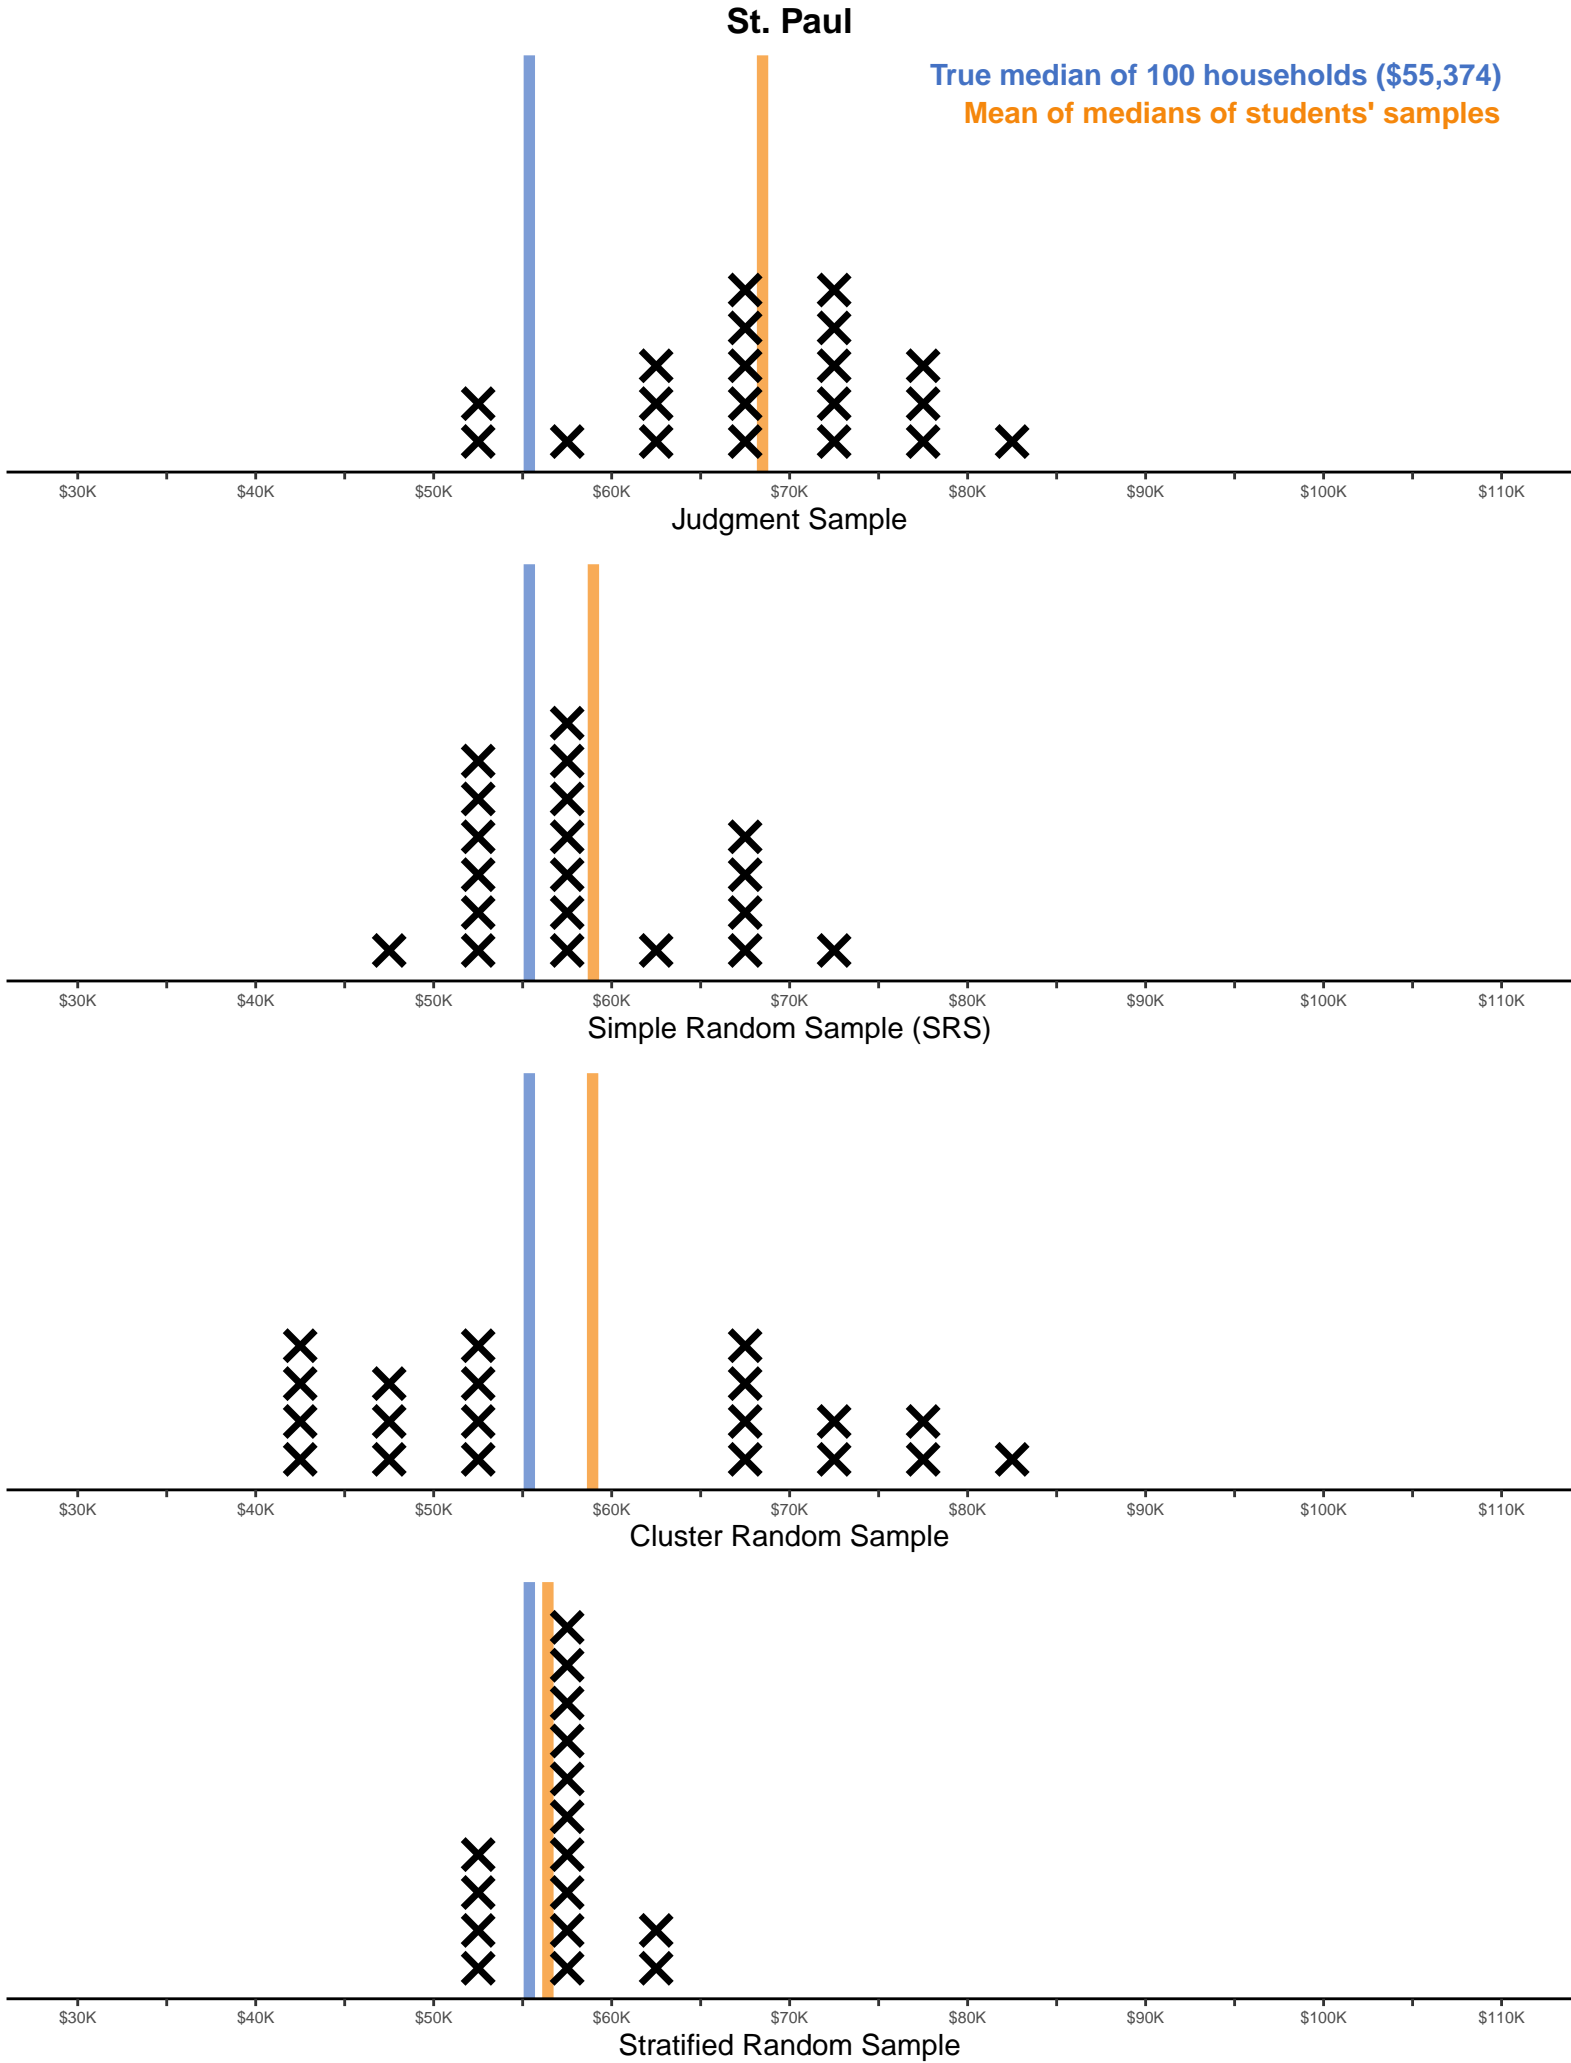 St. Paul
True median of 100 households ($55,374)
Mean of medians of students' samples
$30K $40K $50K $60K $70K $80K $90K $100K $110K
Judgment Sample
$30K $40K $50K $60K $70K $80K $90K $100K $110K
Simple Random Sample (SRS)
$30K $40K $50K $60K $70K $80K $90K $100K $110K
Cluster Random Sample
$30K $40K $50K $60K $70K $80K $90K $100K $110K
Stratified Random Sample